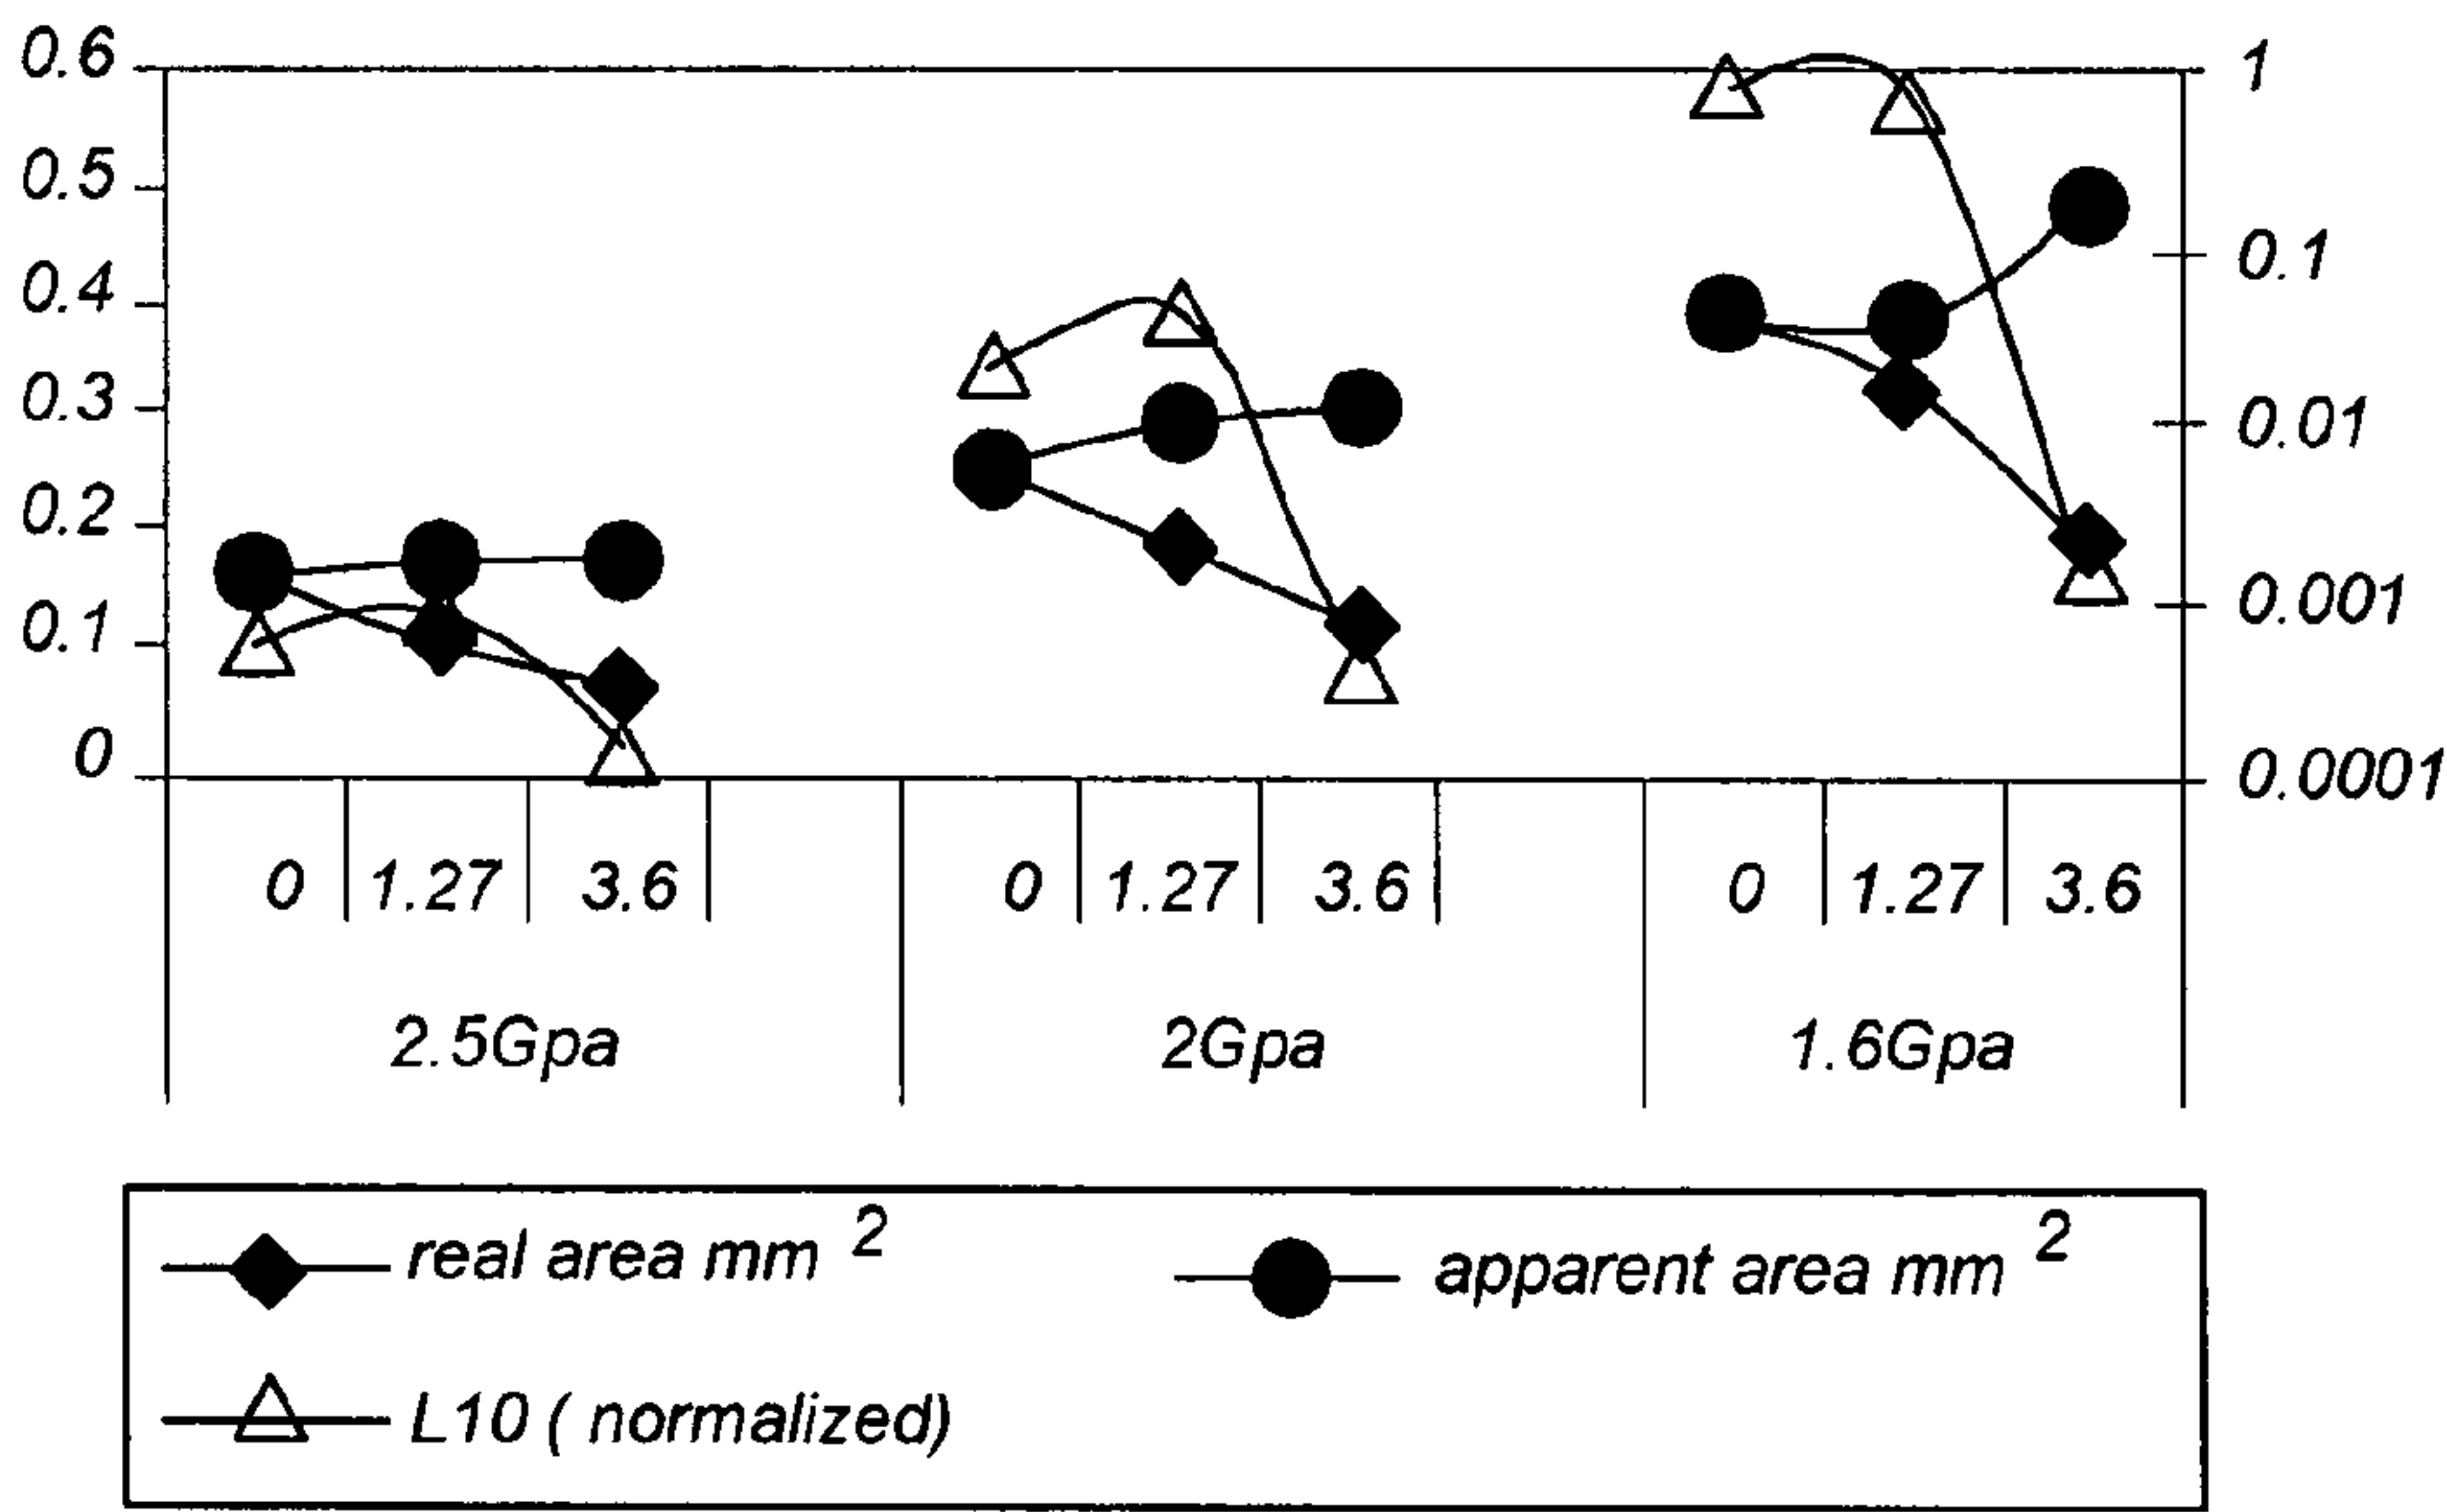 0.6 1
0.5
0.4 0.1
0.3 0.01
0.2
0.1 0.001
0 0.0001
0 1.27 3.6 0 1.27 3.6 0 1.27 3.6
2.5Gpa 2Gpa 1.6Gpa
real area mm 2 apparent area mm 2
L10 ( normalized)